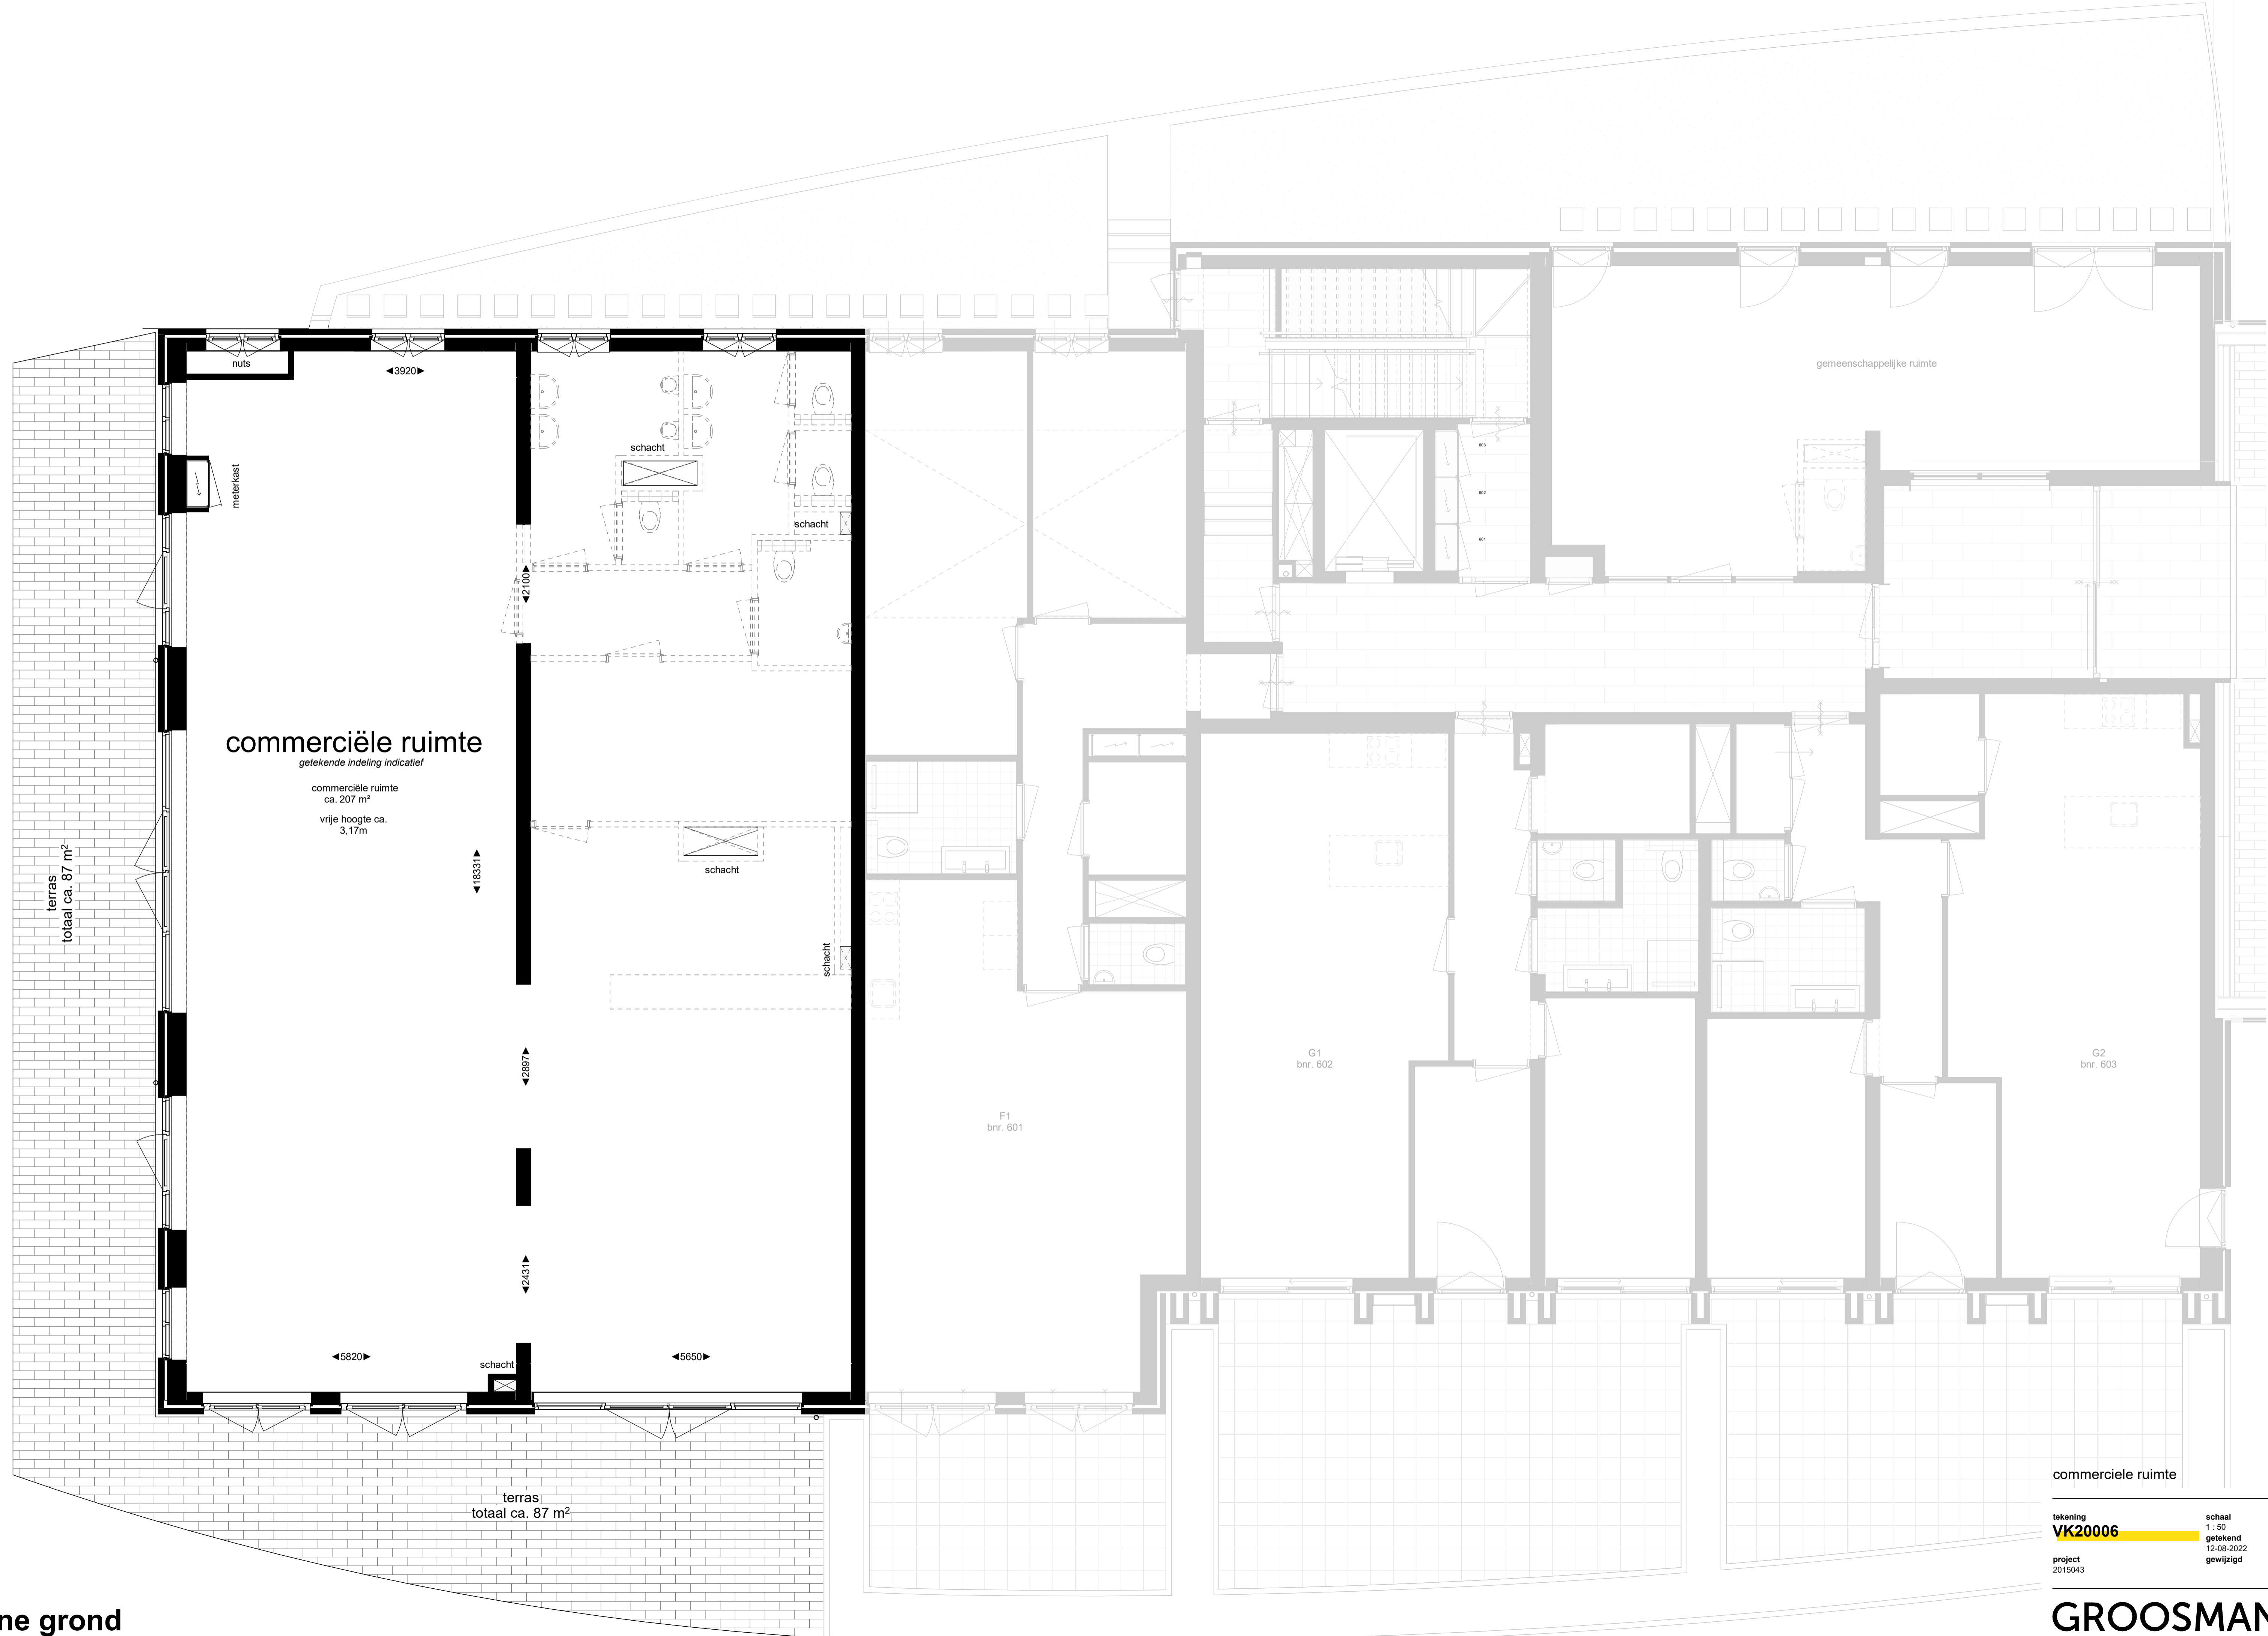 gemeenschappelijke ruimte
nuts
3920
schacht
meterkast
603
602
601
schacht
2100
commerciële ruimte
getekende indeling indicatief
commerciële ruimte
ca. 207 m²
vrije hoogte ca.
3,17m
18331
schacht
terras
totaal ca. 87 m²
schacht
2897
G1
bnr. 602
G2
bnr. 603
F1
bnr. 601
2431
5820
schacht
5650
terras
totaal ca. 87 m²
commerciele ruimte
tekening
VK20006
schaal
1 : 50
getekend
12-08-2022
project
2015043
gewijzigd
ne grond
GROOSMAN